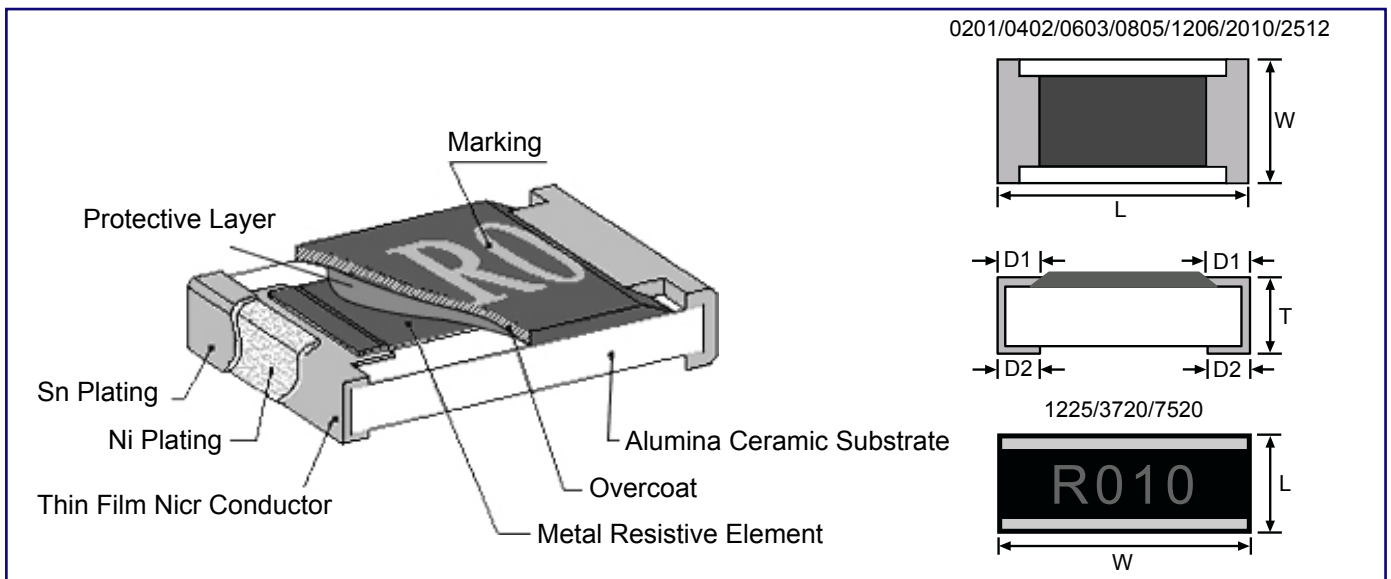 0201/0402/0603/0805/1206/2010/2512
W
L
Marking
Protective Layer
R0
D1
D1
T
D2
D2
Sn Plating
Ni Plating
Thin Film Nicr Conductor
Alumina Ceramic Substrate
Overcoat
Metal Resistive Element
1225/3720/7520
R010
L
W